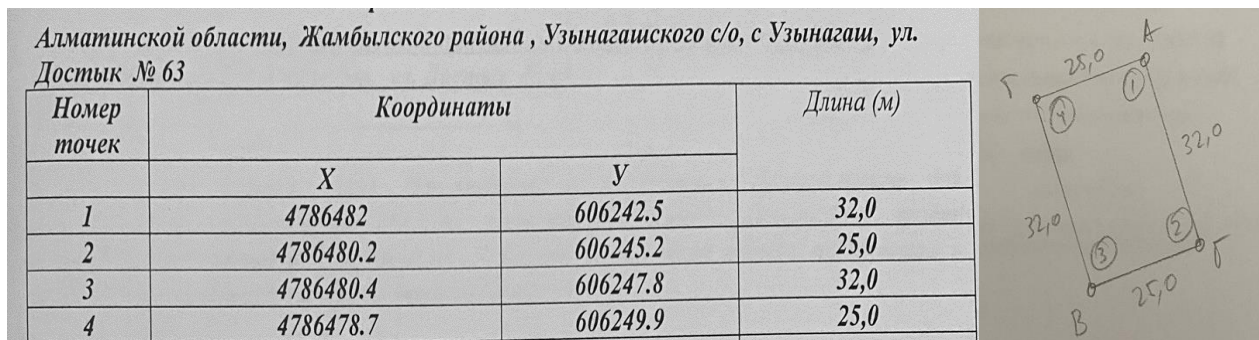 Алматинской области, Жамбылского района , Узынагашского с/о, с Узынагаш, ул.
Достык № 63
Номер точек Координаты Длина (м)
X У
1 4786482 606242.5 32,0
2 4786480.2 606245.2 25,0
3 4786480.4 606247.8 32,0
4 4786478.7 606249.9 25,0
А
25,0
Г
1
4
32,0
32,0
2
3
Б
25,0
В